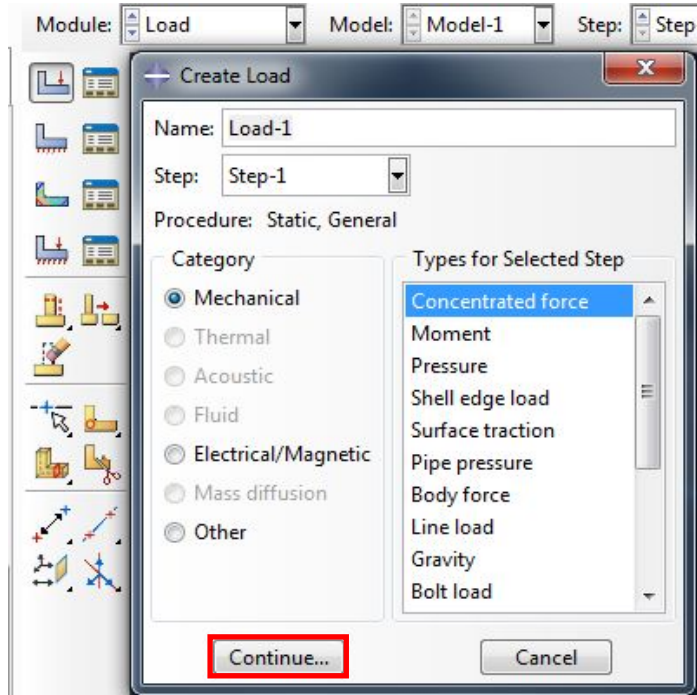 Module: Load Model: Model-1 Step: Step
Create Load
Name: Load-1
Step: Step-1
Procedure: Static, General
Category
Mechanical
Thermal
Acoustic
Fluid
Electrical/Magnetic
Mass diffusion
Other
Types for Selected Step
Concentrated force
Moment
Pressure
Shell edge load
Surface traction
Pipe pressure
Body force
Line load
Gravity
Bolt load
Continue... Cancel